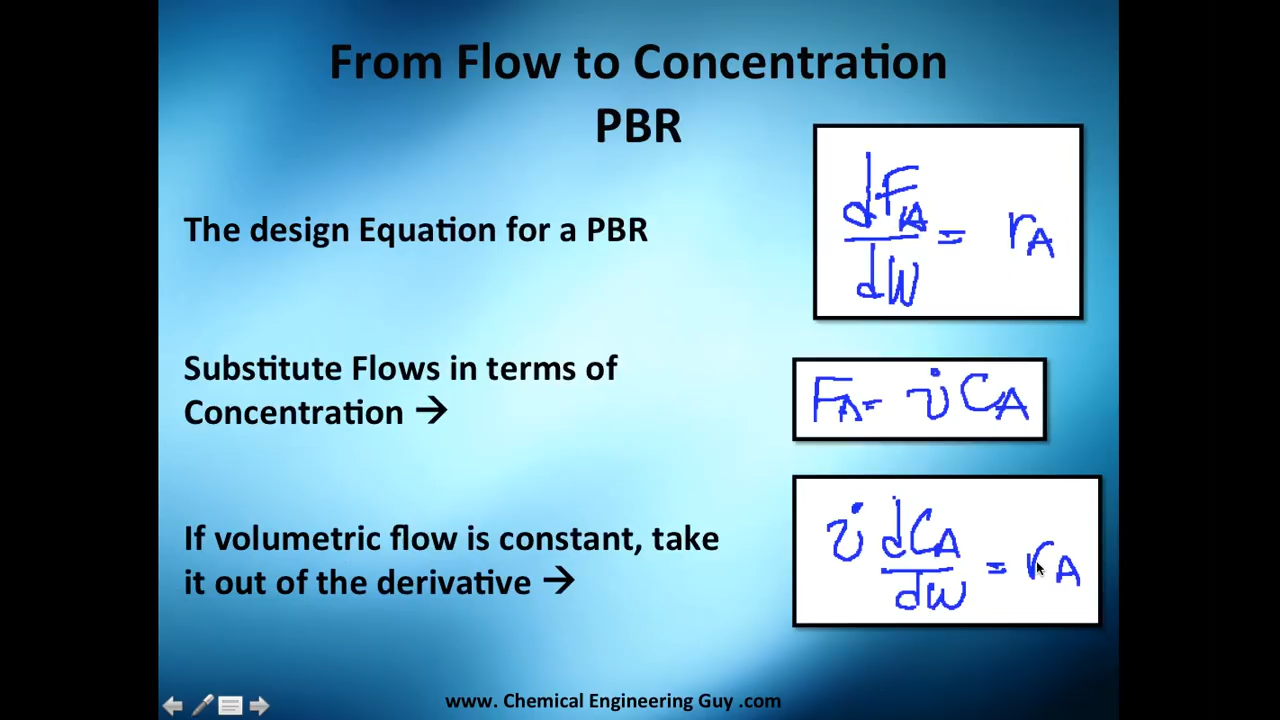 From Flow to Concentration
PBR
The design Equation for a PBR
dFA
— = rA
dW
Substitute Flows in terms of
Concentration →
FA = v̇ CA
If volumetric flow is constant, take
it out of the derivative →
v̇ dCA
— = rA
dW
www. Chemical Engineering Guy .com